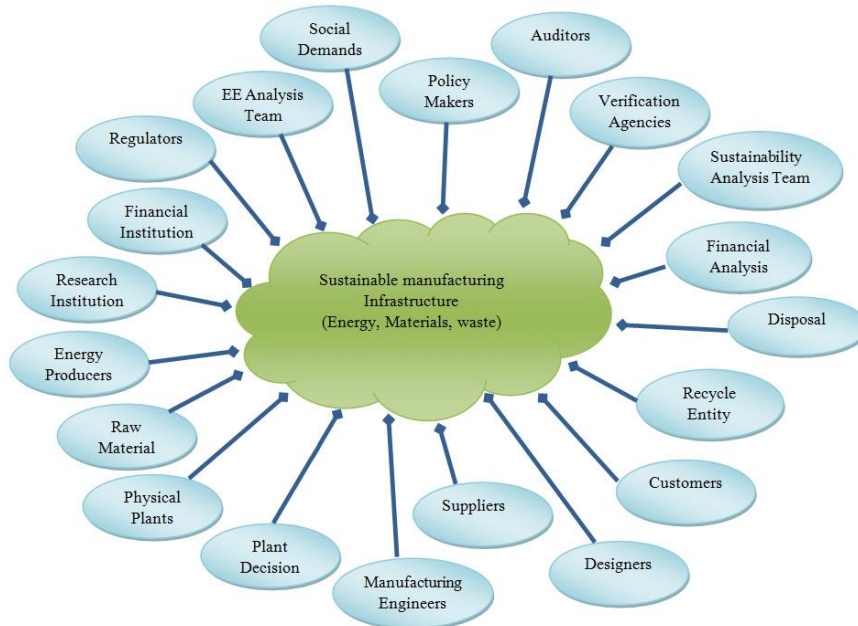 Social
Demands
Auditors
Policy
Makers
EE Analysis
Team
Verification
Agencies
Regulators
Sustainability
Analysis Team
Financial
Institution
Financial
Analysis
Research
Institution
Sustainable manufacturing
Infrastructure
(Energy, Materials, waste)
Disposal
Energy
Producers
Recycle
Entity
Raw
Material
Customers
Physical
Plants
Suppliers
Plant
Decision
Designers
Manufacturing
Engineers